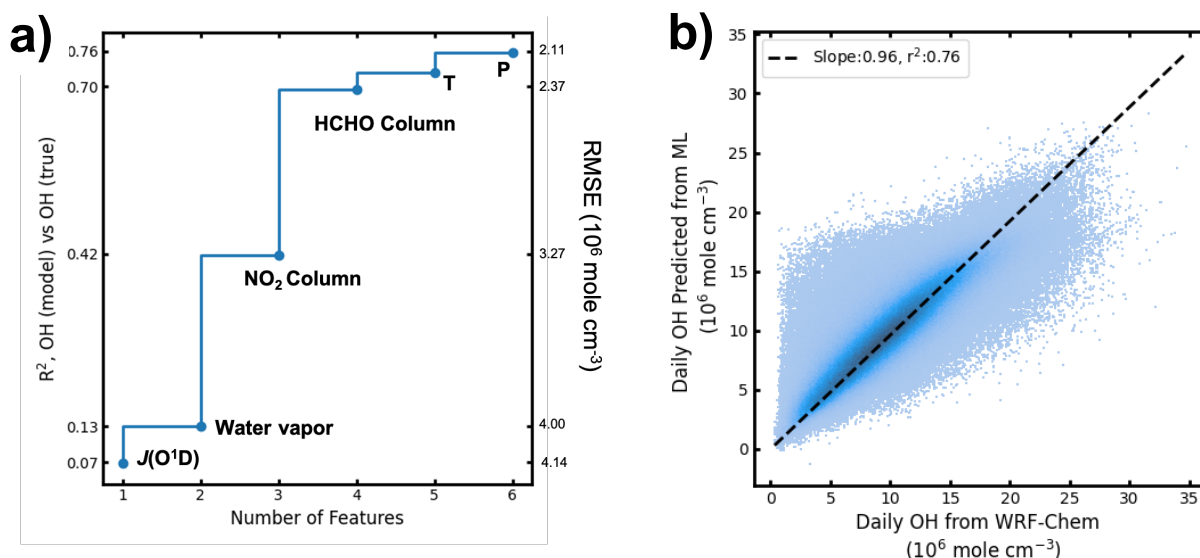 a)
R², OH (model) vs OH (true)
0.76
0.70
0.42
0.13
0.07
J(O¹D)
Water vapor
NO₂ Column
HCHO Column
T
P
2.11
2.37
3.27
4.00
4.14
RMSE (10⁶ mole cm⁻³)
1 2 3 4 5 6
Number of Features
b)
Slope:0.96, r²:0.76
Daily OH Predicted from ML
(10⁶ mole cm⁻³)
35
30
25
20
15
10
5
0
0 5 10 15 20 25 30 35
Daily OH from WRF-Chem
(10⁶ mole cm⁻³)